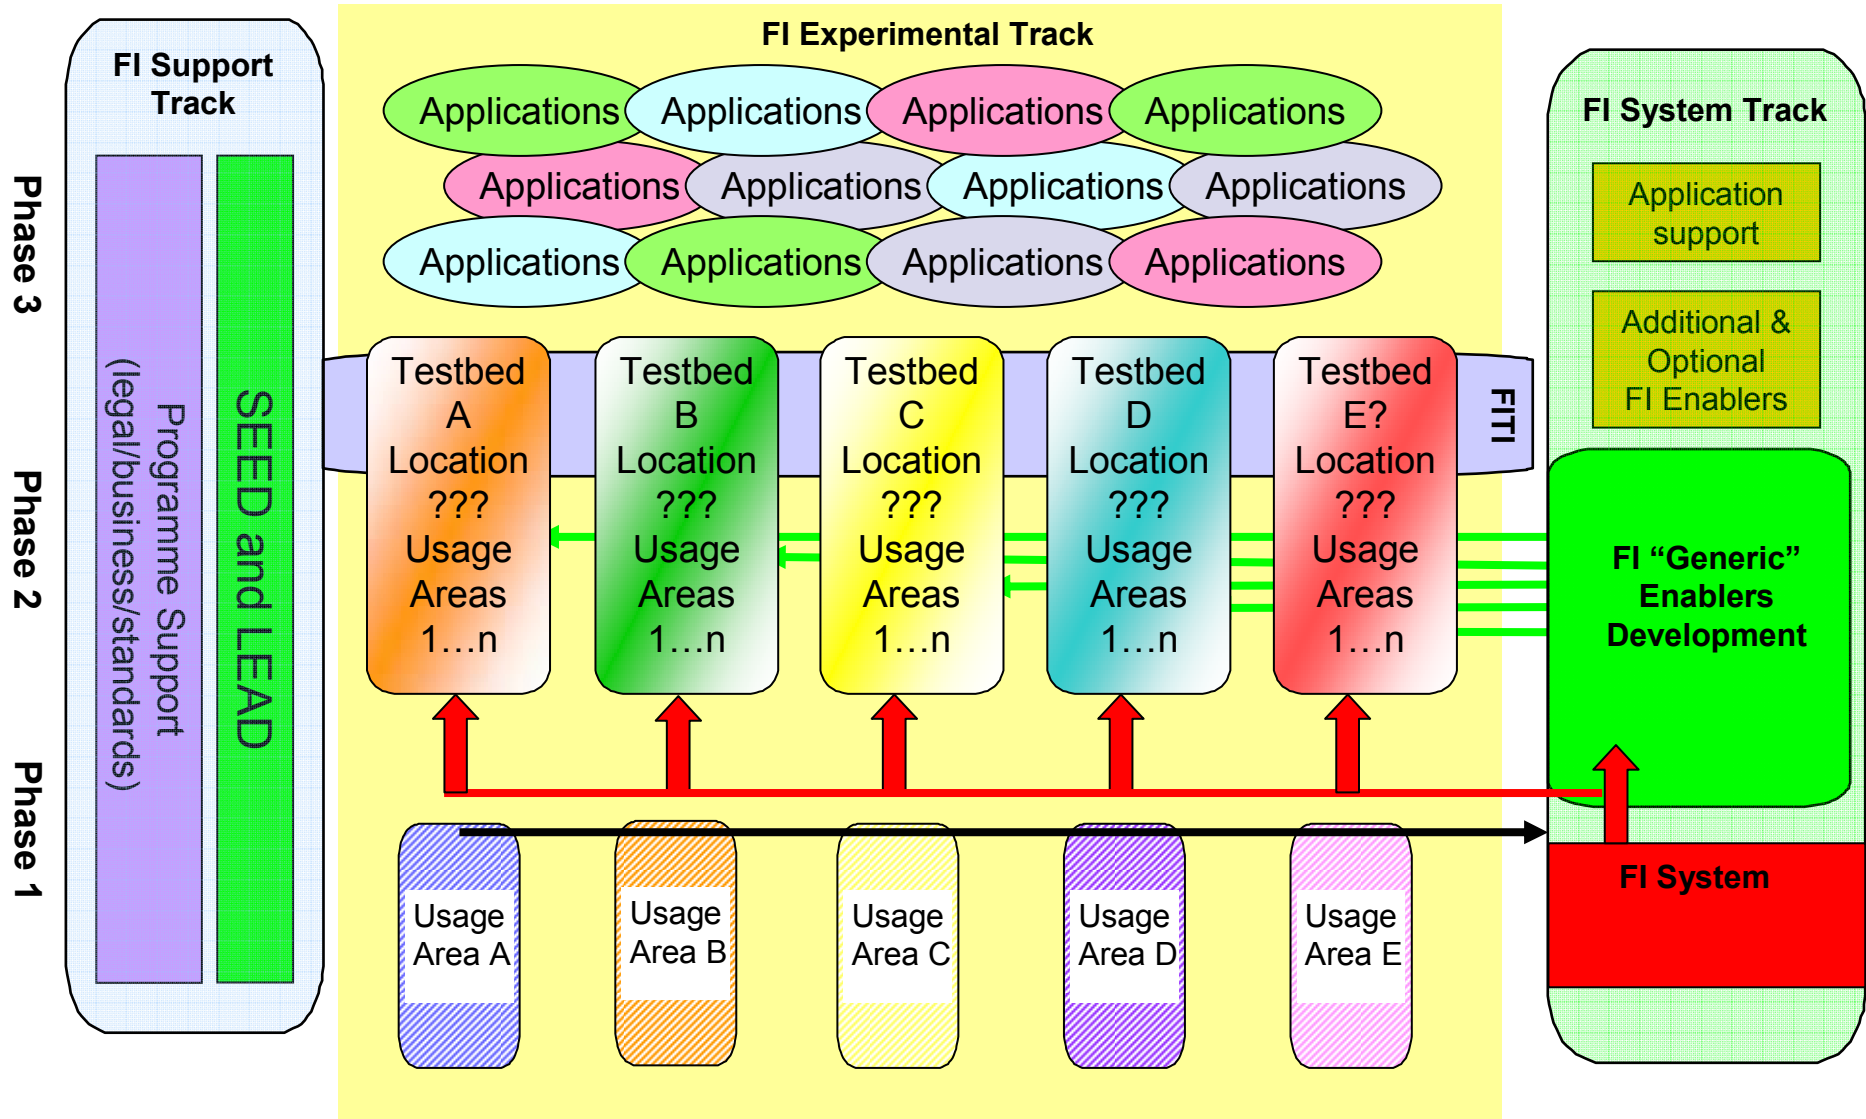 FI Support
Track
Phase 3
Phase 2
Phase 1
Programme Support
(legal/business/standards)
SEED and LEAD
FI Experimental Track
Applications
Applications
Applications
Applications
Applications
Applications
Applications
Applications
Applications
Applications
Applications
Applications
Testbed
A
Location
???
Usage
Areas
1…n
Testbed
B
Location
???
Usage
Areas
1…n
Testbed
C
Location
???
Usage
Areas
1…n
Testbed
D
Location
???
Usage
Areas
1…n
Testbed
E?
Location
???
Usage
Areas
1…n
FITI
Usage
Area A
Usage
Area B
Usage
Area C
Usage
Area D
Usage
Area E
FI System Track
Application
support
Additional &
Optional
FI Enablers
FI “Generic”
Enablers
Development
FI System